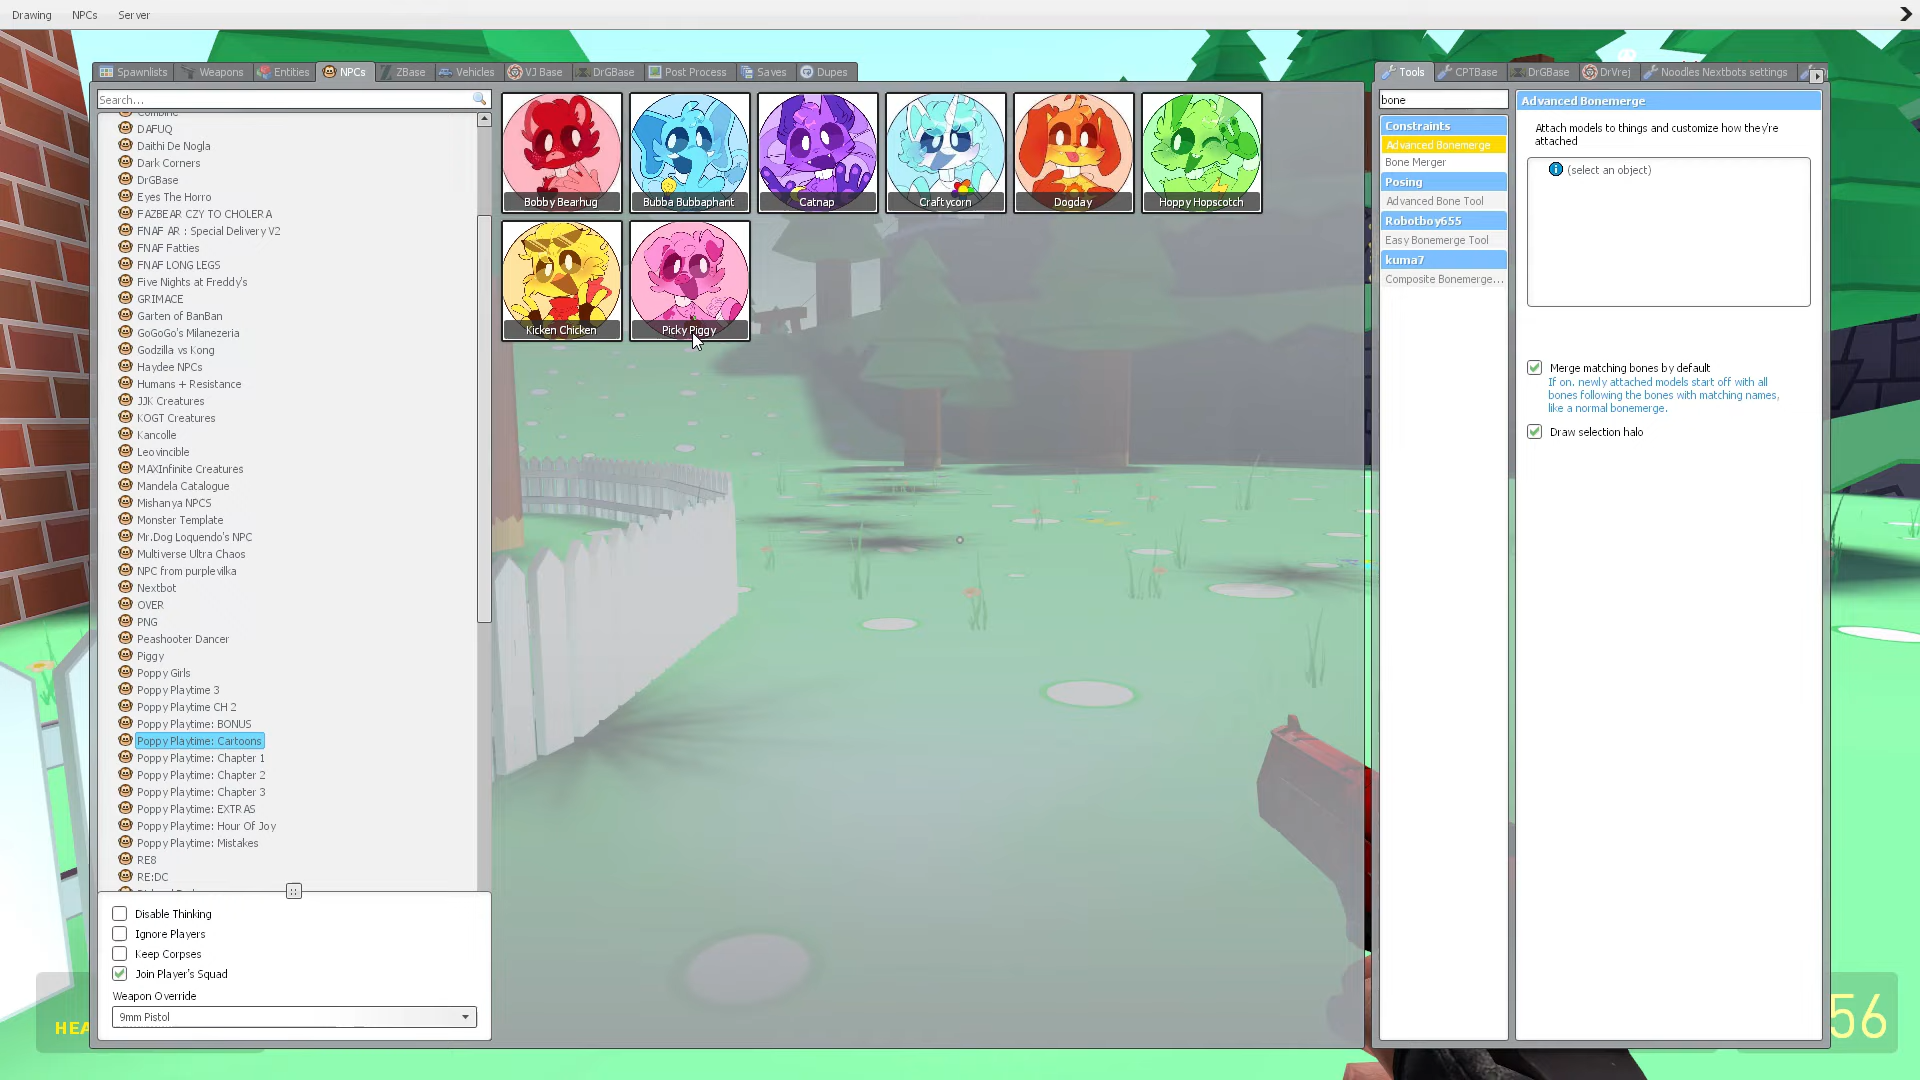 Drawing NPCs Server
Spawnlists Weapons Entities NPCs ZBase Vehicles VJ Base DrGBase Post Process Saves Dupes
Tools CPTBase DrGBase DrVrej Noodles Nextbots settings
Search...
Combine
DAFUQ
Daithi De Nogla
Dark Corners
DrGBase
Eyes The Horro
FAZBEAR CZY TO CHOLERA
FNAF AR : Special Delivery V2
FNAF Fatties
FNAF LONG LEGS
Five Nights at Freddy's
GRIMACE
Garten of BanBan
GoGoGo's Milanezeria
Godzilla vs Kong
Haydee NPCs
Humans + Resistance
JJK Creatures
KOGT Creatures
Kancolle
Leovincible
MAXInfinite Creatures
Mandela Catalogue
Mishanya NPCS
Monster Template
Mr.Dog Loquendo's NPC
Multiverse Ultra Chaos
NPC from purplevilka
Nextbot
OVER
PNG
Peashooter Dancer
Piggy
Poppy Girls
Poppy Playtime 3
Poppy Playtime CH 2
Poppy Playtime: BONUS
Poppy Playtime: Cartoons
Poppy Playtime: Chapter 1
Poppy Playtime: Chapter 2
Poppy Playtime: Chapter 3
Poppy Playtime: EXTRAS
Poppy Playtime: Hour Of Joy
Poppy Playtime: Mistakes
RE8
RE:DC
Disable Thinking
Ignore Players
Keep Corpses
Join Player's Squad
Weapon Override
9mm Pistol
Bobby Bearhug
Bubba Bubbaphant
Catnap
Craftycorn
Dogday
Hoppy Hopscotch
Kicken Chicken
Picky Piggy
bone
Constraints
Advanced Bonemerge
Bone Merger
Posing
Advanced Bone Tool
Robotboy655
Easy Bonemerge Tool
kuma7
Composite Bonemerge...
Advanced Bonemerge
Attach models to things and customize how they're
attached
(select an object)
Merge matching bones by default
If on, newly attached models start off with all
bones following the bones with matching names,
like a normal bonemerge.
Draw selection halo
HEA
56